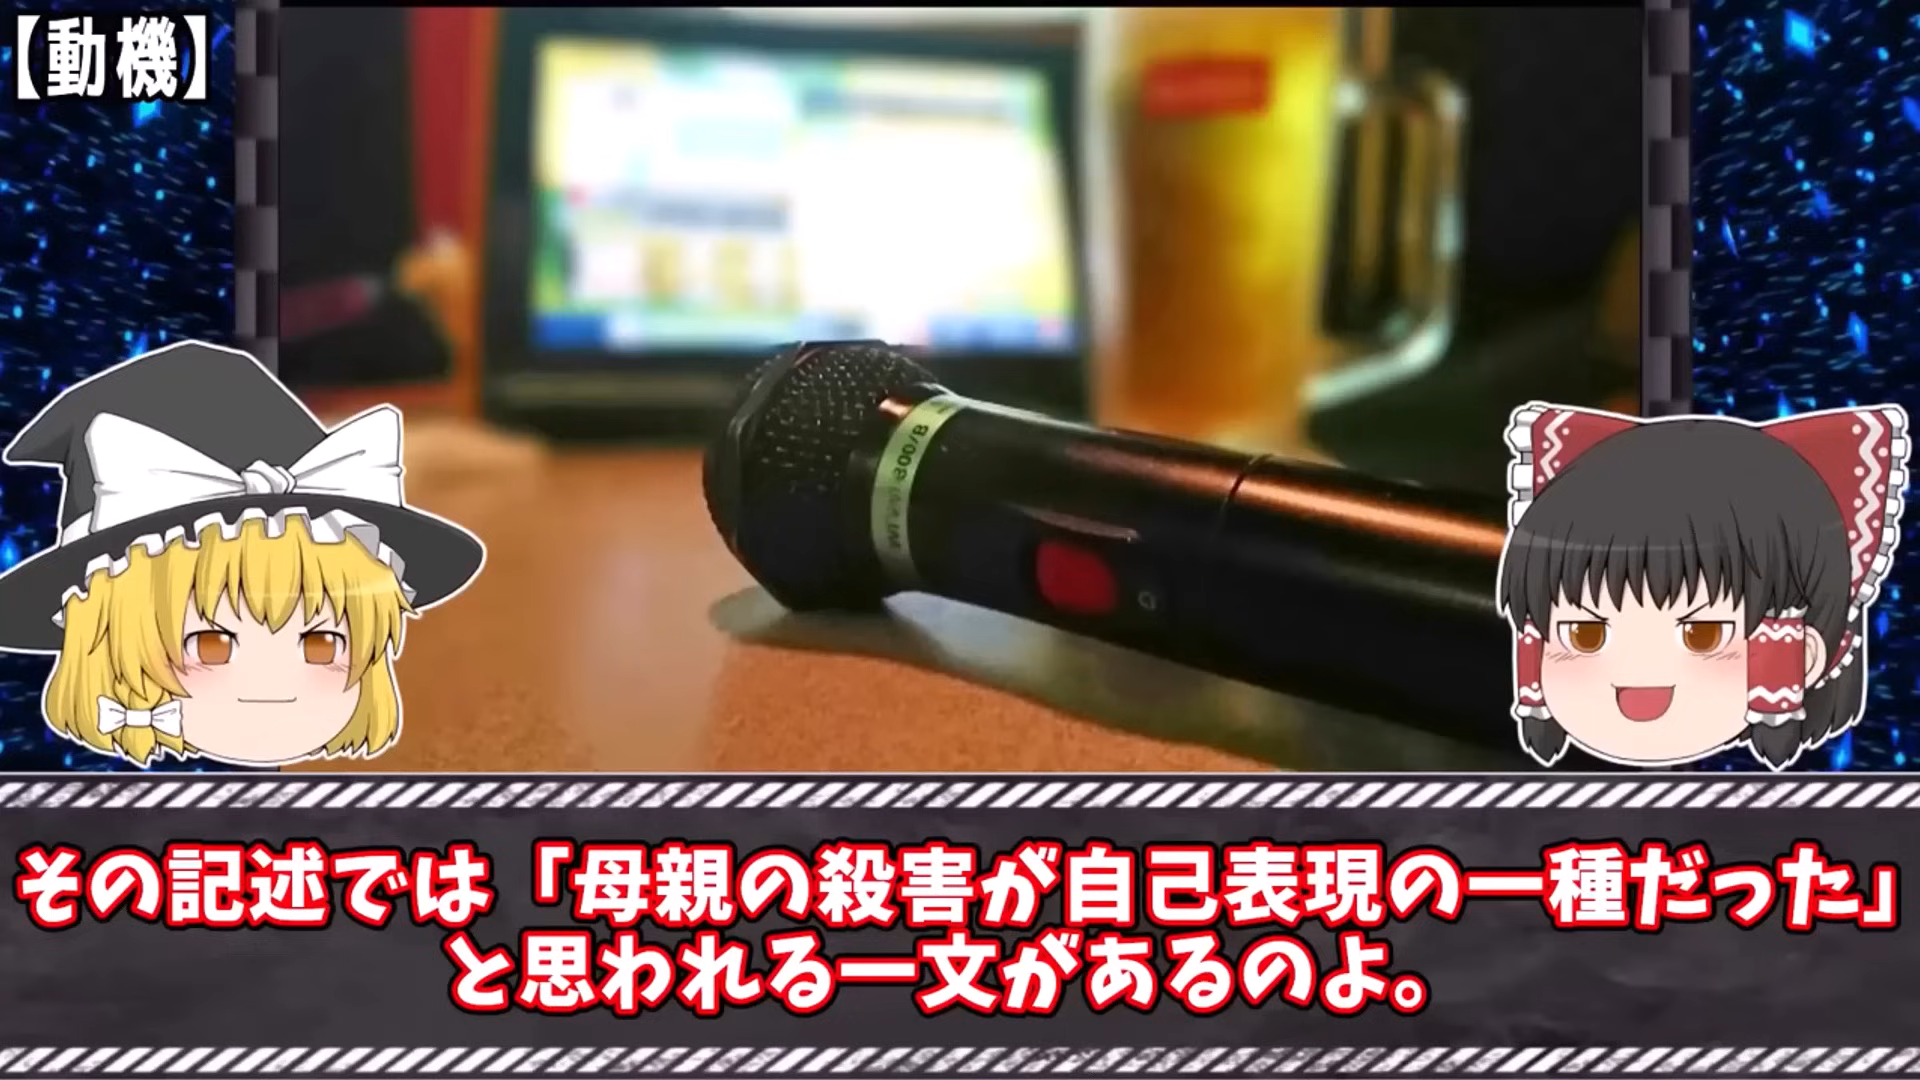 【動機】
300/B
その記述では「母親の殺害が自己表現の一種だった」
と思われる一文があるのよ。